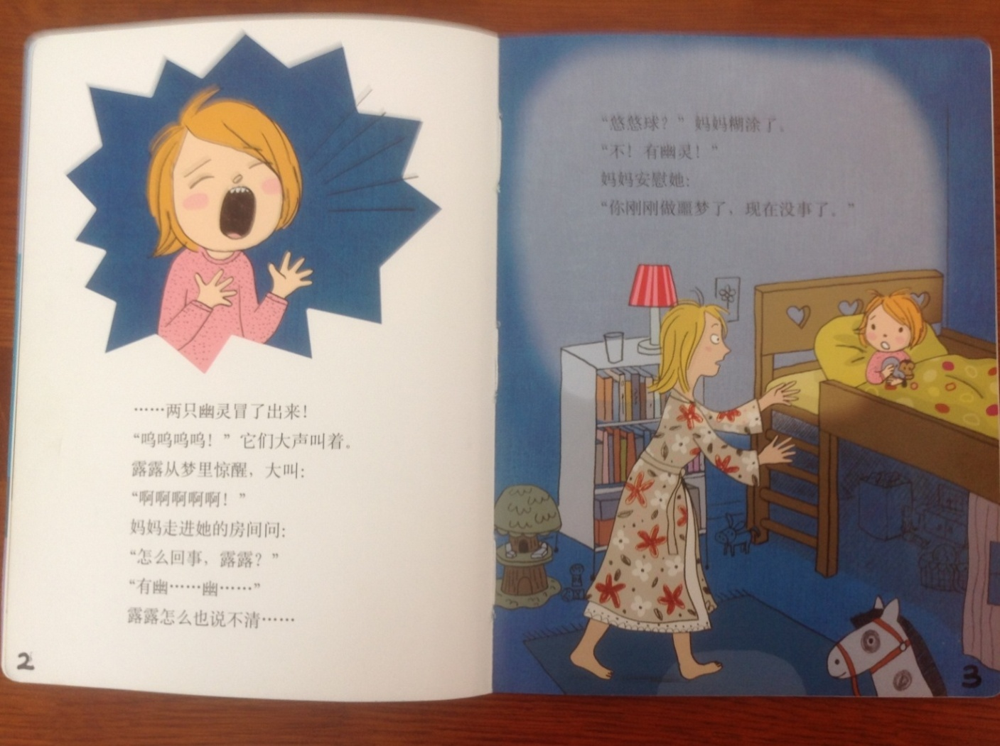 ……两只幽灵冒了出来！
“呜呜呜呜！”它们大声叫着。
露露从梦里惊醒，大叫：
“啊啊啊啊啊！”
妈妈走进她的房间问：
“怎么回事，露露？”
“有幽……幽……”
露露怎么也说不清……
2
“悠悠球？”妈妈糊涂了。
“不！有幽灵！“
妈妈安慰她：
“你刚刚做噩梦了，现在没事了。”
3